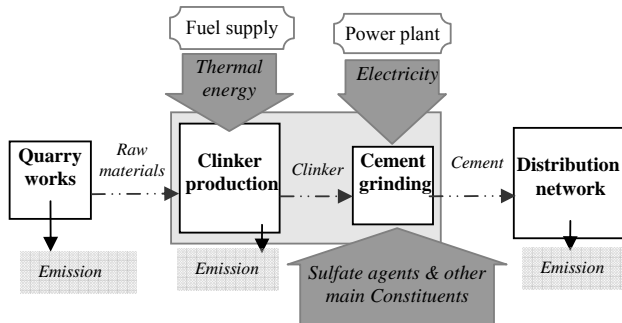 Fuel supply
Power plant
Thermal
energy
Electricity
Quarry
works
Raw
materials
Clinker
production
Clinker
Cement
grinding
Cement
Distribution
network
Emission
Emission
Sulfate agents & other
main Constituents
Emission